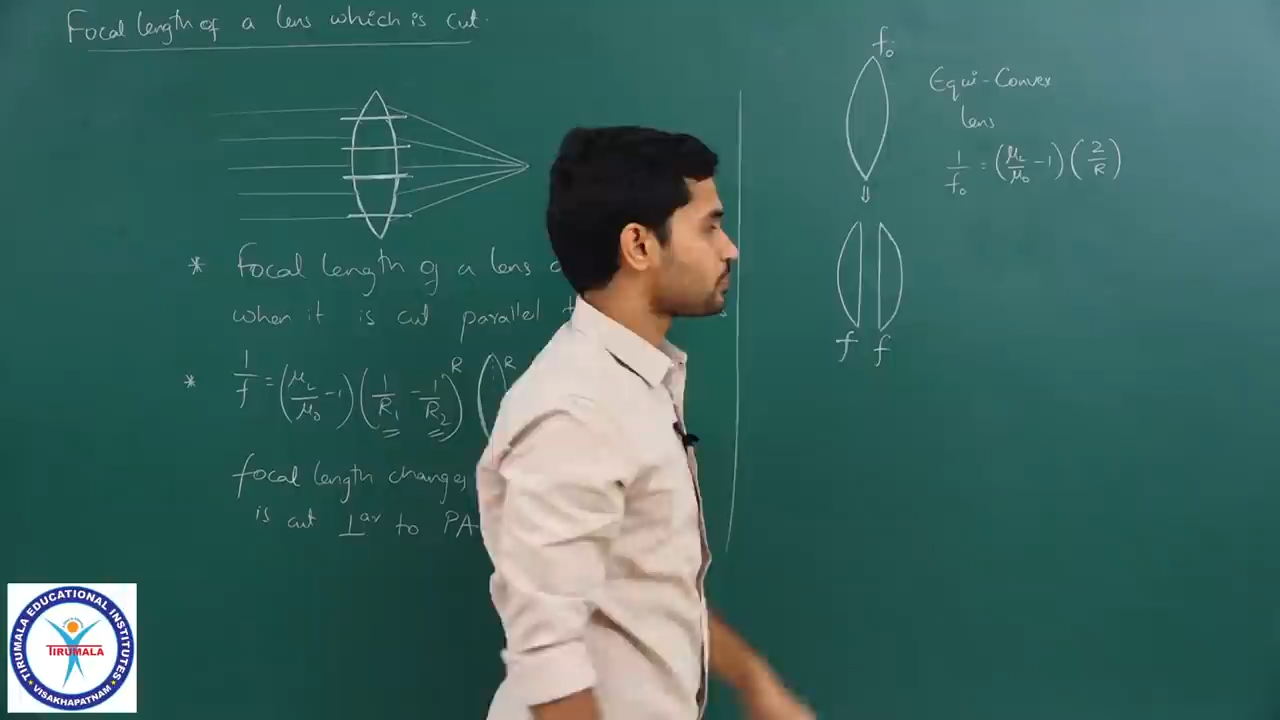 Focal length of a lens which is cut.
* focal length of a lens
when it is cut parallel
* 1/f = (μL/μ0 - 1)(1/R1 - 1/R2) R R
focal length changes
is cut ⊥ar to PA
f0
Equi-Convex
lens
1/f0 = (μL/μ0 - 1)(2/R)
f f
TIRUMALA EDUCATIONAL INSTITUTES
TIRUMALA
VISAKHAPATNAM